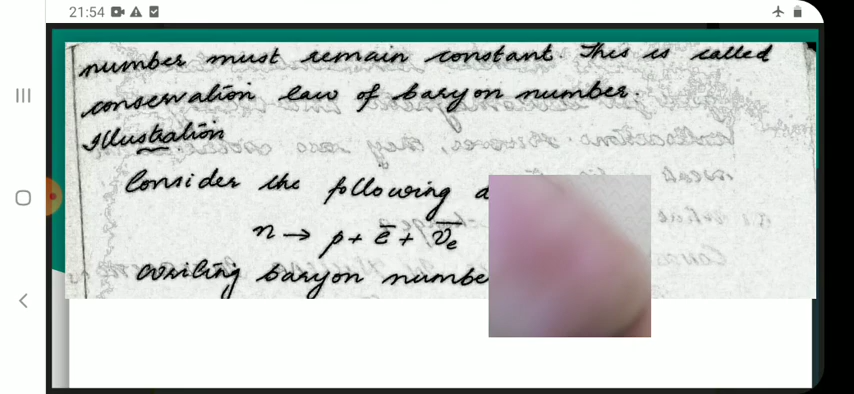 21:54
number must remain constant. This is called
conservation law of baryon number.
Illustration
Consider the following
n → p + e̅ + ν̅e
writing baryon